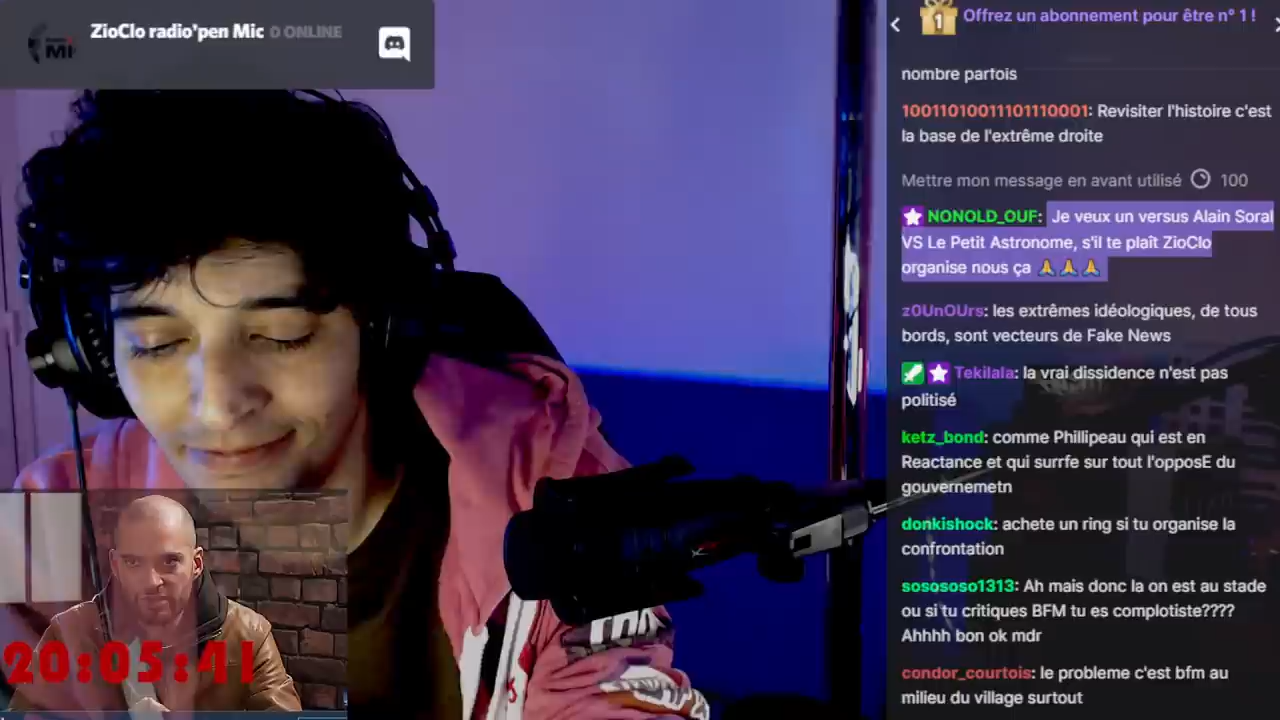 ZioClo radio'pen Mic 0 ONLINE
MI
20:05:41
1
Offrez un abonnement pour être n° 1 !
nombre parfois
10011010011101110001: Revisiter l'histoire c'est
la base de l'extrême droite
Mettre mon message en avant utilisé 100
NONOLD_OUF: Je veux un versus Alain Soral
VS Le Petit Astronome, s'il te plaît ZioClo
organise nous ça 🙏🙏🙏
z0UnOUrs: les extrêmes idéologiques, de tous
bords, sont vecteurs de Fake News
Tekilala: la vrai dissidence n'est pas
politisé
ketz_bond: comme Phillipeau qui est en
Reactance et qui surrfe sur tout l'opposE du
gouvernemetn
donkishock: achete un ring si tu organise la
confrontation
sosososo1313: Ah mais donc la on est au stade
ou si tu critiques BFM tu es complotiste????
Ahhhh bon ok mdr
condor_courtois: le probleme c'est bfm au
milieu du village surtout